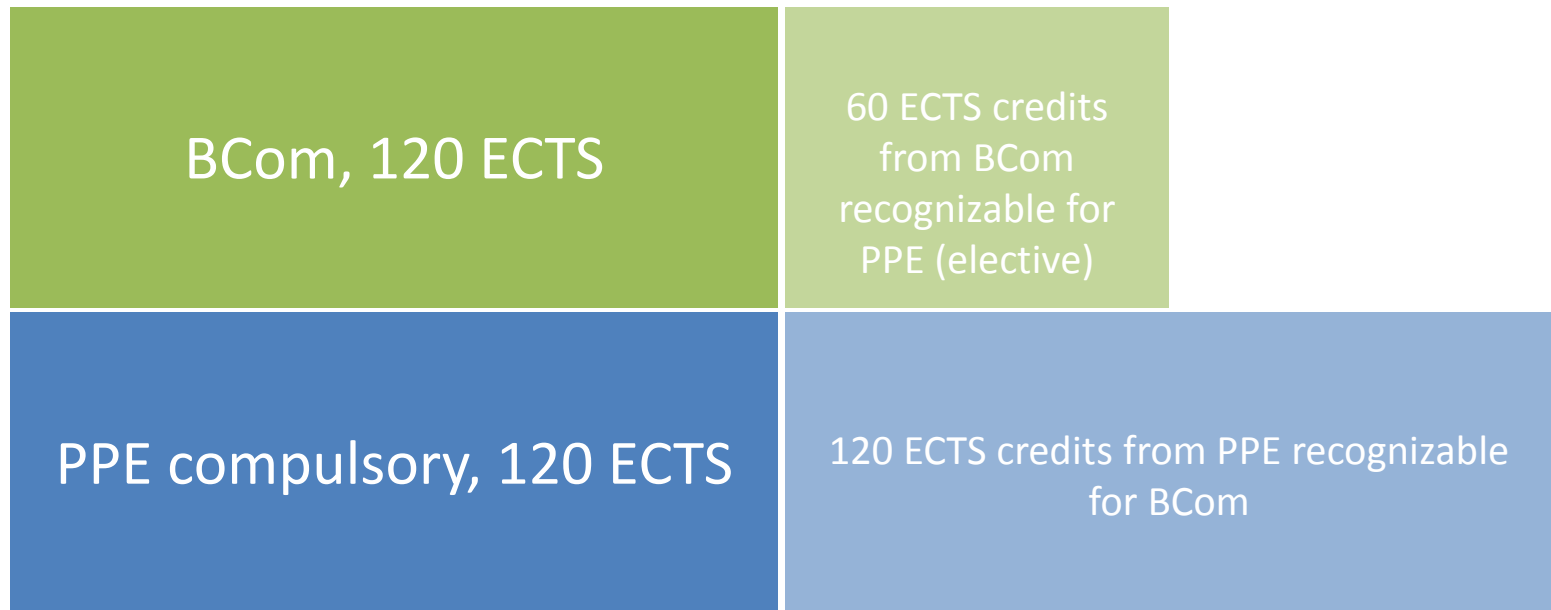 BCom, 120 ECTS
60 ECTS credits
from BCom
recognizable for
PPE (elective)
PPE compulsory, 120 ECTS
120 ECTS credits from PPE recognizable
for BCom